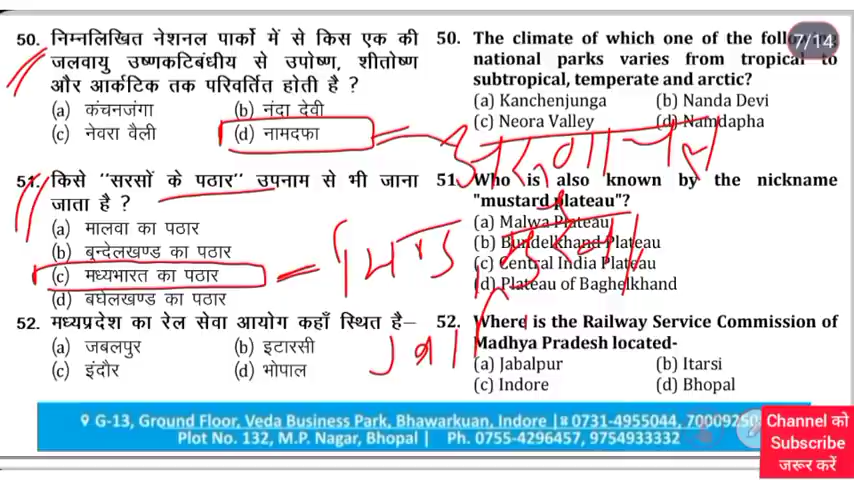 50. निम्नलिखित नेशनल पार्को में से किस एक की
जलवायु उष्णकटिबंधीय से उपोष्ण, शीतोष्ण
और आर्कटिक तक परिवर्तित होती है ?
(a) कंचनजंगा (b) नंदा देवी
(c) नेवरा वैली (d) नामदफा
51. किसे "सरसों के पठार" उपनाम से भी जाना
जाता है ?
(a) मालवा का पठार
(b) बुन्देलखण्ड का पठार
(c) मध्यभारत का पठार
(d) बघेलखण्ड का पठार
52. मध्यप्रदेश का रेल सेवा आयोग कहाँ स्थित है–
(a) जबलपुर (b) इटारसी
(c) इंदौर (d) भोपाल
50. The climate of which one of the following
national parks varies from tropical to
subtropical, temperate and arctic?
(a) Kanchenjunga (b) Nanda Devi
(c) Neora Valley (d) Namdapha
अरुणाचल
51. Who is also known by the nickname
"mustard plateau"?
(a) Malwa Plateau
(b) Bundelkhand Plateau
(c) Central India Plateau
(d) Plateau of Baghelkhand
भिण्ड, मुरैना
52. Where is the Railway Service Commission of
Madhya Pradesh located-
(a) Jabalpur (b) Itarsi
(c) Indore (d) Bhopal
7/14
G-13, Ground Floor, Veda Business Park, Bhawarkuan, Indore | 0731-4955044,
Plot No. 132, M.P. Nagar, Bhopal | Ph. 0755-4296457, 9754933332
Channel को
Subscribe
जरूर करें